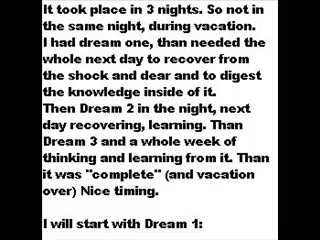 It took place in 3 nights. So not in
the same night, during vacation.
I had dream one, than needed the
whole next day to recover from
the shock and dear and to digest
the knowledge inside of it.
Then Dream 2 in the night, next
day recovering, learning. Than
Dream 3 and a whole week of
thinking and learning from it. Than
it was "complete" (and vacation
over) Nice timing.
I will start with Dream 1: